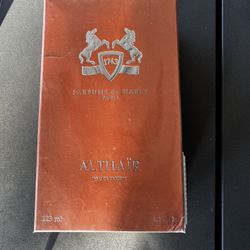 1743
PARFUMS de MARLY
PARIS
ALTHAÏR
125 ml